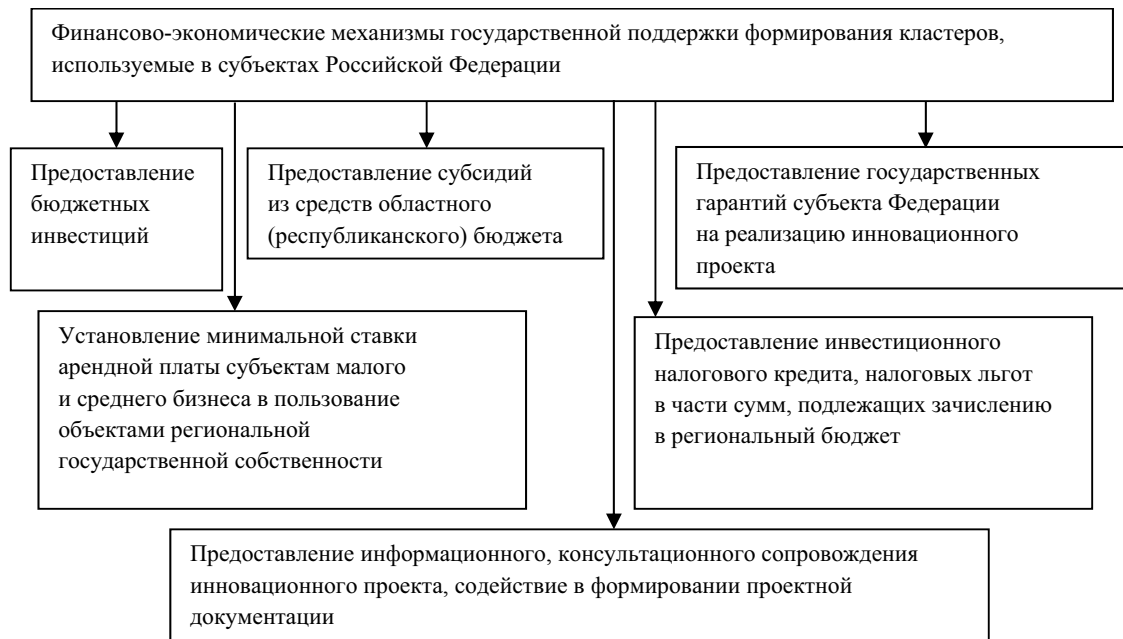 Финансово-экономические механизмы государственной поддержки формирования кластеров,
используемые в субъектах Российской Федерации
Предоставление
бюджетных
инвестиций
Предоставление субсидий
из средств областного
(республиканского) бюджета
Предоставление государственных
гарантий субъекта Федерации
на реализацию инновационного
проекта
Установление минимальной ставки
арендной платы субъектам малого
и среднего бизнеса в пользование
объектами региональной
государственной собственности
Предоставление инвестиционного
налогового кредита, налоговых льгот
в части сумм, подлежащих зачислению
в региональный бюджет
Предоставление информационного, консультационного сопровождения
инновационного проекта, содействие в формировании проектной
документации